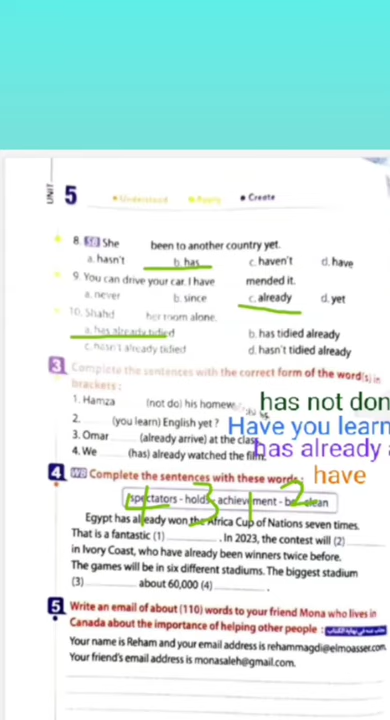 UNIT 5 • Understand • Apply • Create
8. SB She been to another country yet.
a. hasn't b. has c. haven't d. have
9. You can drive your car. I have mended it.
a. never b. since c. already d. yet
10. Shahd her room alone.
a. has already tidied b. has tidied already
c. hasn't already tidied d. hasn't tidied already
3 Complete the sentences with the correct form of the word(s) in
brackets :
1. Hamza (not do) his homew
has not don
2. (you learn) English yet ?
Have you learn
3. Omar (already arrive) at the class
has already a
4. We (has) already watched the film.
have
4 WB Complete the sentences with these words :
4 3 1 2
spectators - holds - achievement - be - clean
Egypt has already won the Africa Cup of Nations seven times.
That is a fantastic (1) . In 2023, the contest will (2)
in Ivory Coast, who have already been winners twice before.
The games will be in six different stadiums. The biggest stadium
(3) about 60,000 (4) .
5 Write an email of about (110) words to your friend Mona who lives in
Canada about the importance of helping other people :
Your name is Reham and your email address is rehammagdi@elmoasser.com
Your friend's email address is monasaleh@gmail.com.